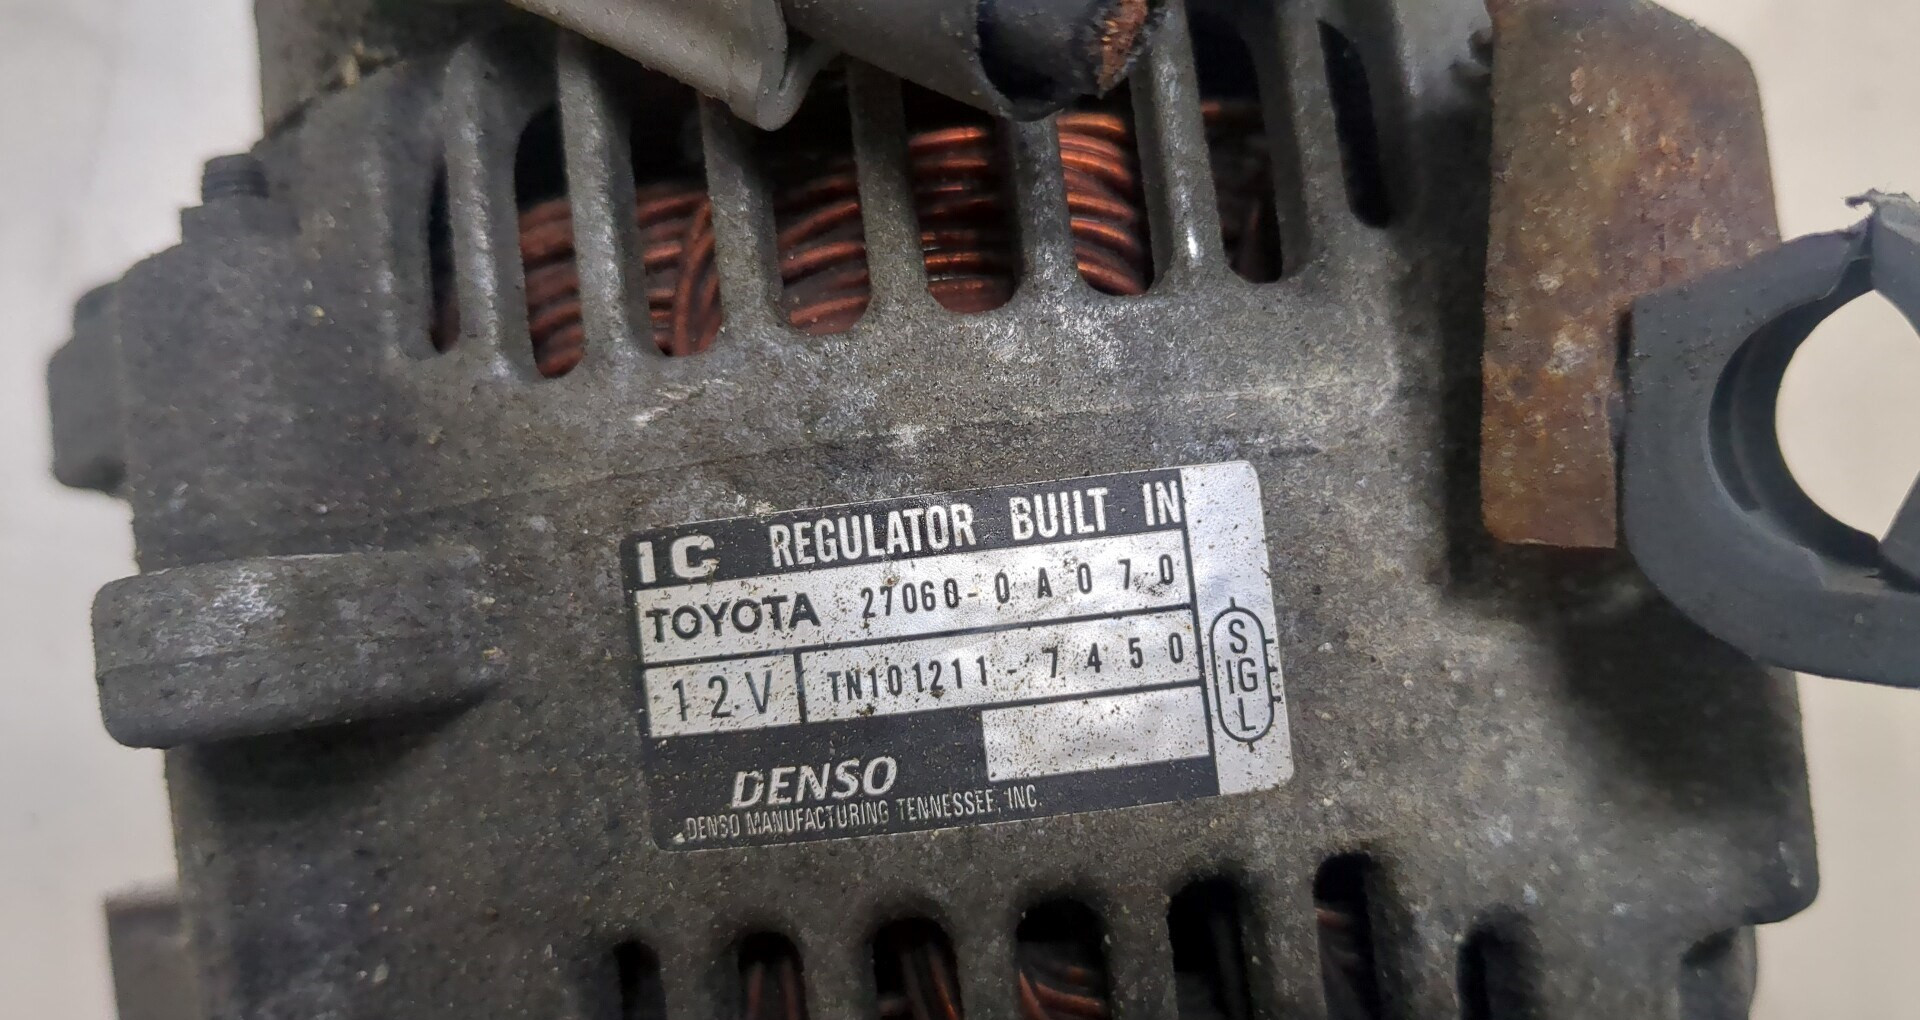 IC REGULATOR BUILT IN
TOYOTA 27060-0A070
12V TN101211-7450
S
IG
L
DENSO
DENSO MANUFACTURING TENNESSEE, INC.